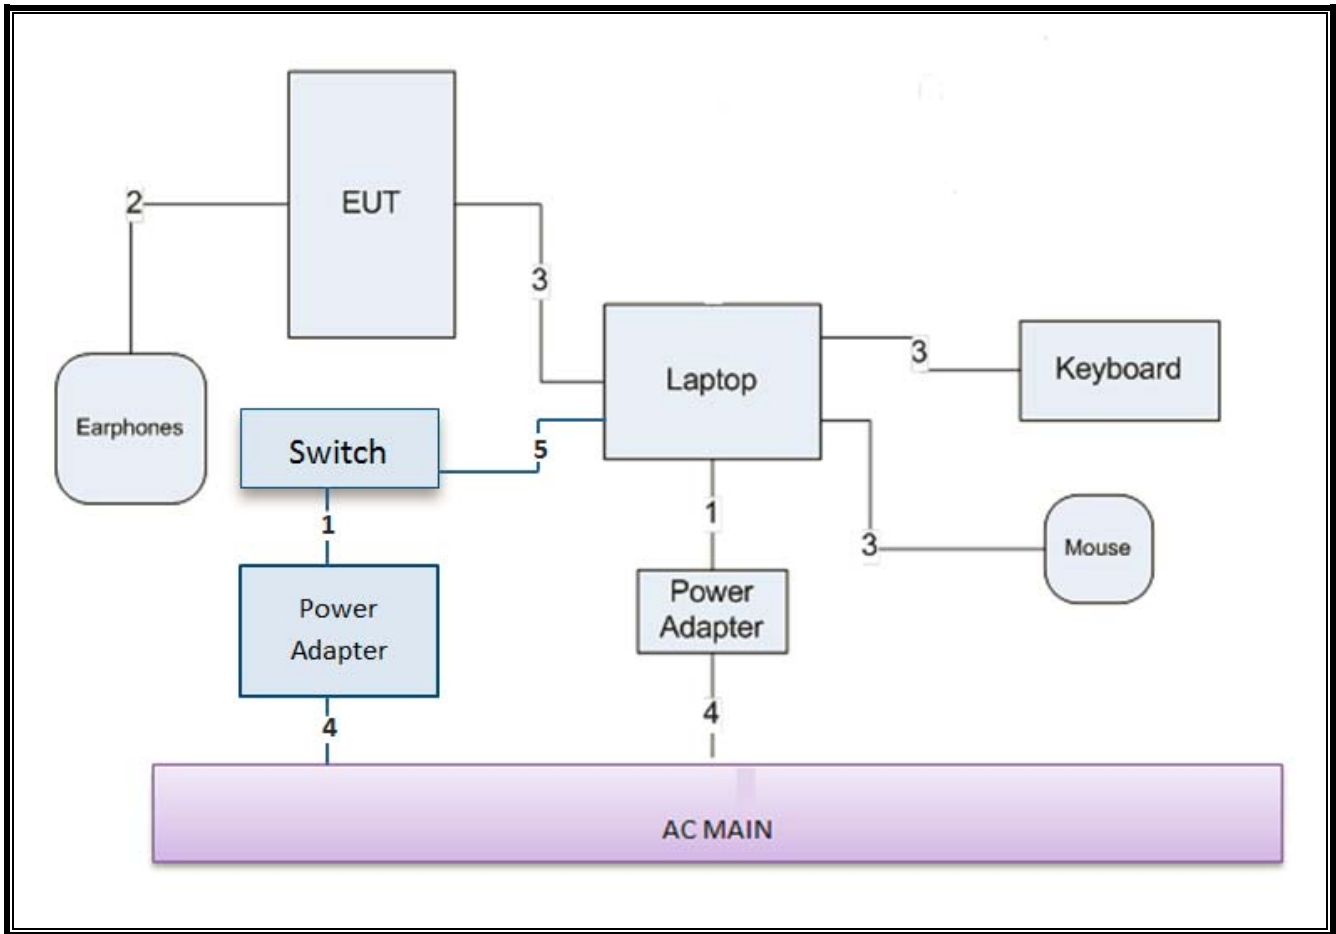 EUT
2
3
Laptop
3
Keyboard
Earphones
Switch
5
1
1
3
Mouse
Power
Adapter
Power
Adapter
4
4
AC MAIN